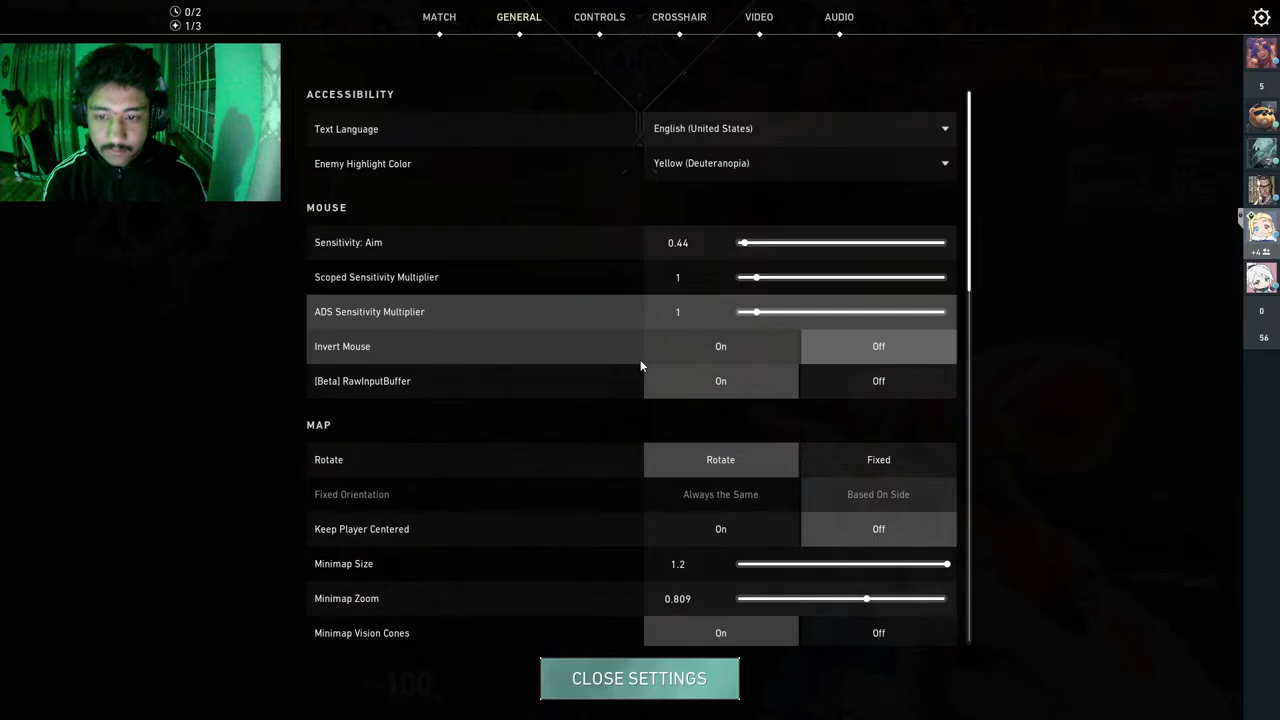 0/2
1/3
MATCH GENERAL CONTROLS CROSSHAIR VIDEO AUDIO
ACCESSIBILITY
Text Language English (United States)
Enemy Highlight Color Yellow (Deuteranopia)
MOUSE
Sensitivity: Aim 0.44
Scoped Sensitivity Multiplier 1
ADS Sensitivity Multiplier 1
Invert Mouse On Off
[Beta] RawInputBuffer On Off
MAP
Rotate Rotate Fixed
Fixed Orientation Always the Same Based On Side
Keep Player Centered On Off
Minimap Size 1.2
Minimap Zoom 0.809
Minimap Vision Cones On Off
CLOSE SETTINGS
100
5
+4
0
56